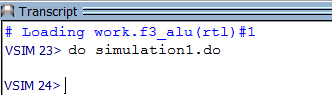 Transcript
# Loading work.f3_alu(rtl)#1
VSIM 23> do simulation1.do
VSIM 24>